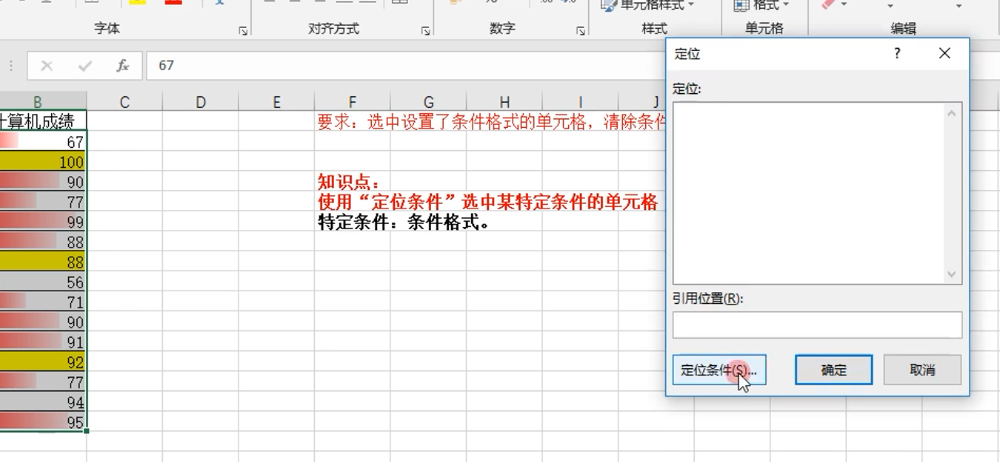 单元格样式
格式
字体
对齐方式
数字
样式
单元格
编辑
定位
?
fx
67
定位:
B
C
D
E
F
G
H
I
J
计算机成绩
要求：选中设置了条件格式的单元格，清除条件
67
100
90
知识点：
77
使用“定位条件”选中某特定条件的单元格
99
特定条件：条件格式。
88
88
56
71
引用位置(R):
90
91
92
定位条件(S)...
确定
取消
77
94
95